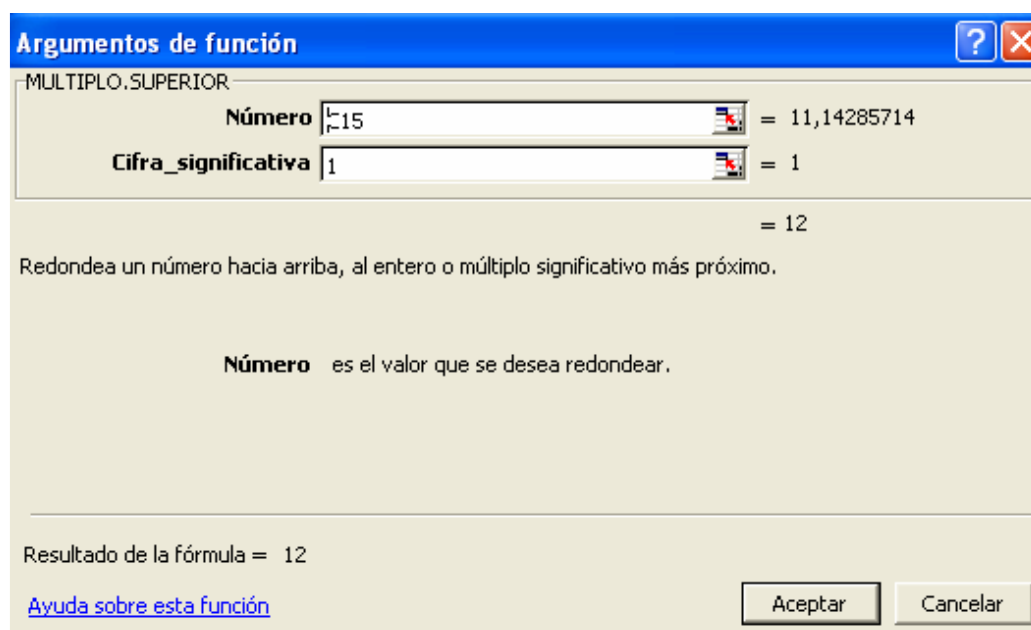 Argumentos de función
MULTIPLO.SUPERIOR
Número C15 = 11,14285714
Cifra_significativa 1 = 1
= 12
Redondea un número hacia arriba, al entero o múltiplo significativo más próximo.
Número es el valor que se desea redondear.
Resultado de la fórmula = 12
Ayuda sobre esta función Aceptar Cancelar